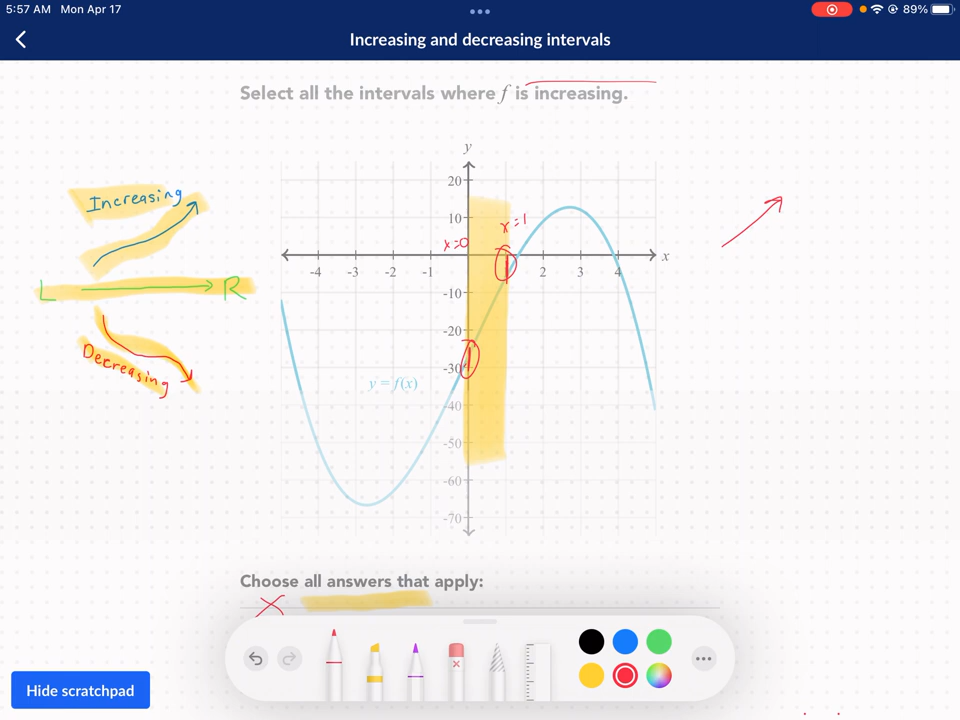 5:57 AM Mon Apr 17
89%
Increasing and decreasing intervals
Select all the intervals where f is increasing.
y
20
10
x=0
x=1
x
-4 -3 -2 -1 2 3 4
-10
-20
-30
-40
-50
-60
-70
y = f(x)
Increasing
L R
Decreasing
Choose all answers that apply:
Hide scratchpad